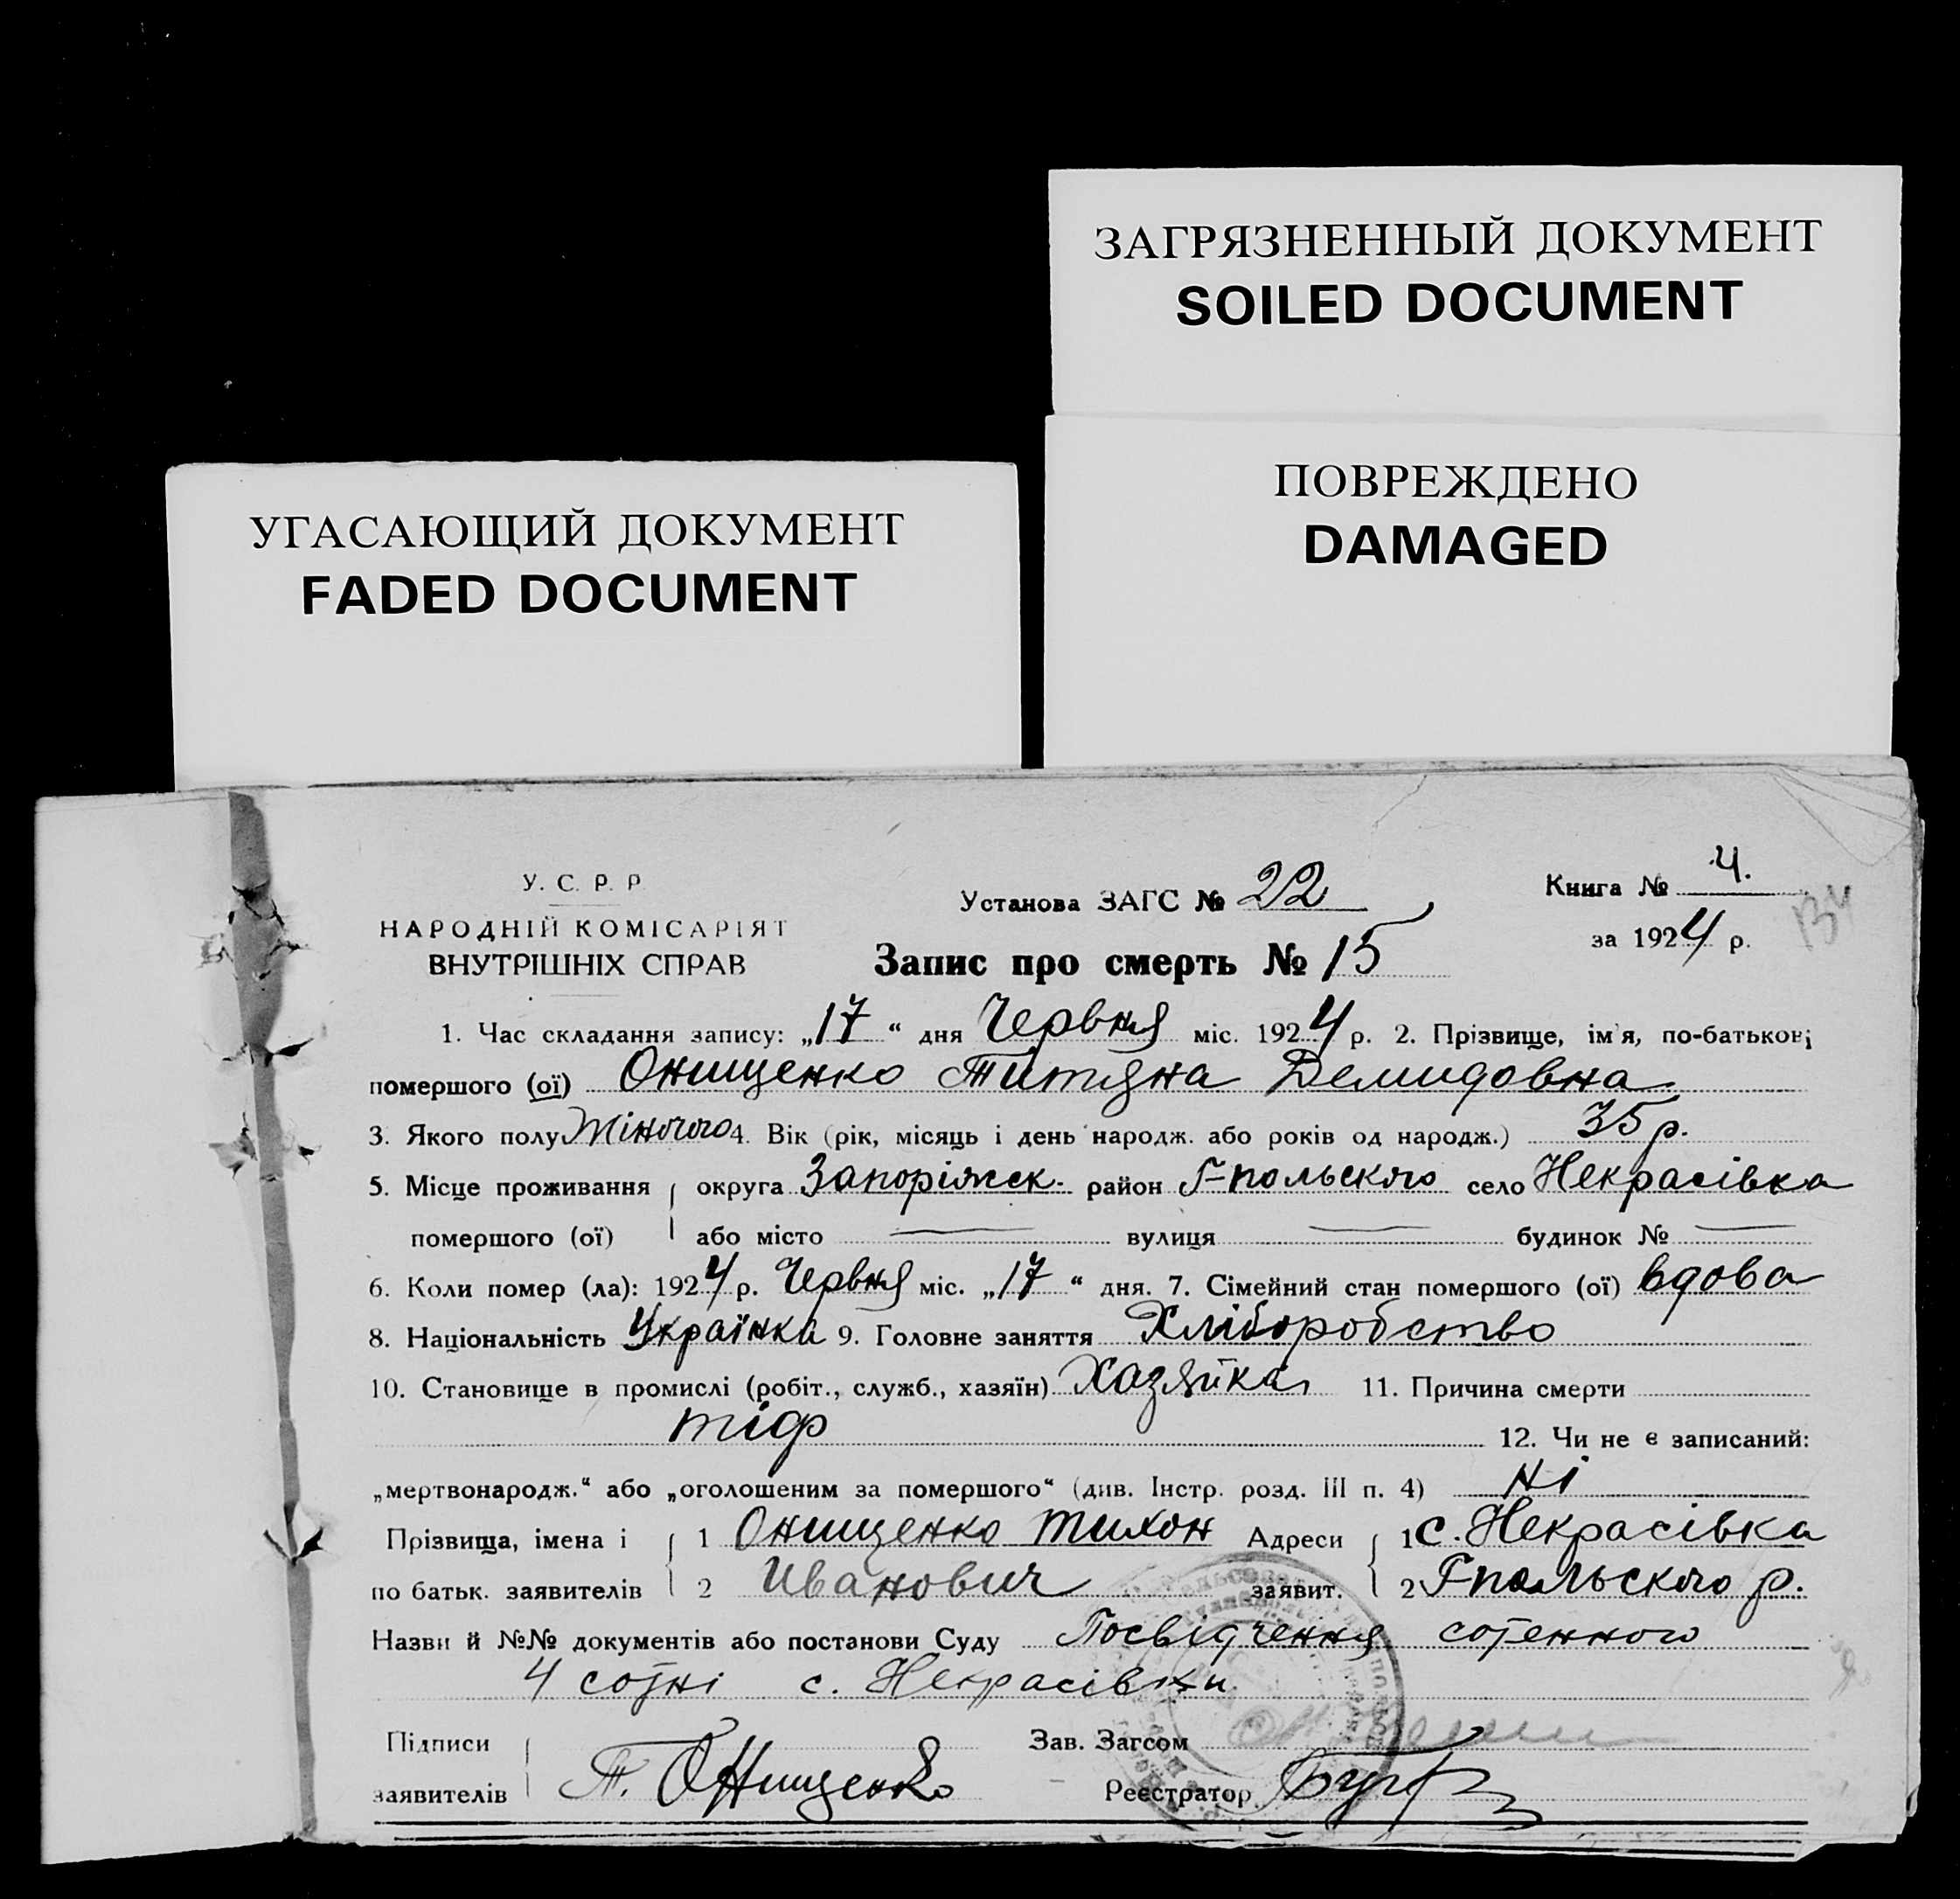 ЗАГРЯЗНЕННЫЙ ДОКУМЕНТ
SOILED DOCUMENT
ПОВРЕЖДЕНО
DAMAGED
УГАСАЮЩИЙ ДОКУМЕНТ
FADED DOCUMENT
У. С. Р. Р
НАРОДНІЙ КОМІСАРІЯТ
ВНУТРІШНІХ СПРАВ
Установа ЗАГС № 22
Запис про смерть № 15
Книга № 4.
за 1924 р.
134
1. Час складання запису: „17“ дня Червня міс. 1924 р. 2. Прізвище, ім'я, по-батькові
помершого (ої) Онищенко Титяна Демидовна
3. Якого полу Жіночого 4. Вік (рік, місяць і день народж. або років од народж.) 35 р.
5. Місце проживання округа Запоріжск. район Г-польского село Некрасівка
помершого (ої) або місто — вулиця — будинок № —
6. Коли помер (ла): 1924 р. Червня міс. „17“ дня. 7. Сімейний стан помершого (ої) вдова
8. Національність Українка 9. Головне заняття Хліборобство
10. Становище в промислі (робіт., служб., хазяїн) Хазяйка 11. Причина смерти
тіф 12. Чи не є записаний:
„мертвонародж.“ або „оголошеним за помершого“ (див. Інстр. розд. III п. 4) ні
Прізвища, імена і 1 Онищенко Тихон Адреси 1 с. Некрасівка
по батьк. заявителів 2 Иванович заявит. 2 Г-польского р.
Назви й №№ документів або постанови Суду Посвідчення сотенного
4 сотні с. Некрасівки
Підписи Зав. Загсом
заявителів Т. Онищенко Реєстратор